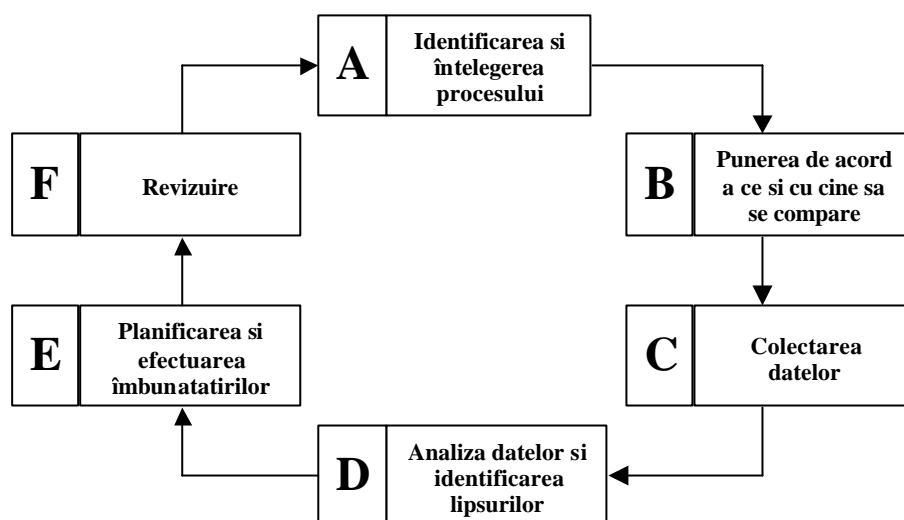 A
Identificarea si
întelegerea
procesului
B
Punerea de acord
a ce si cu cine sa
se compare
C
Colectarea
datelor
D
Analiza datelor si
identificarea
lipsurilor
E
Planificarea si
efectuarea
îmbunatatirilor
F
Revizuire